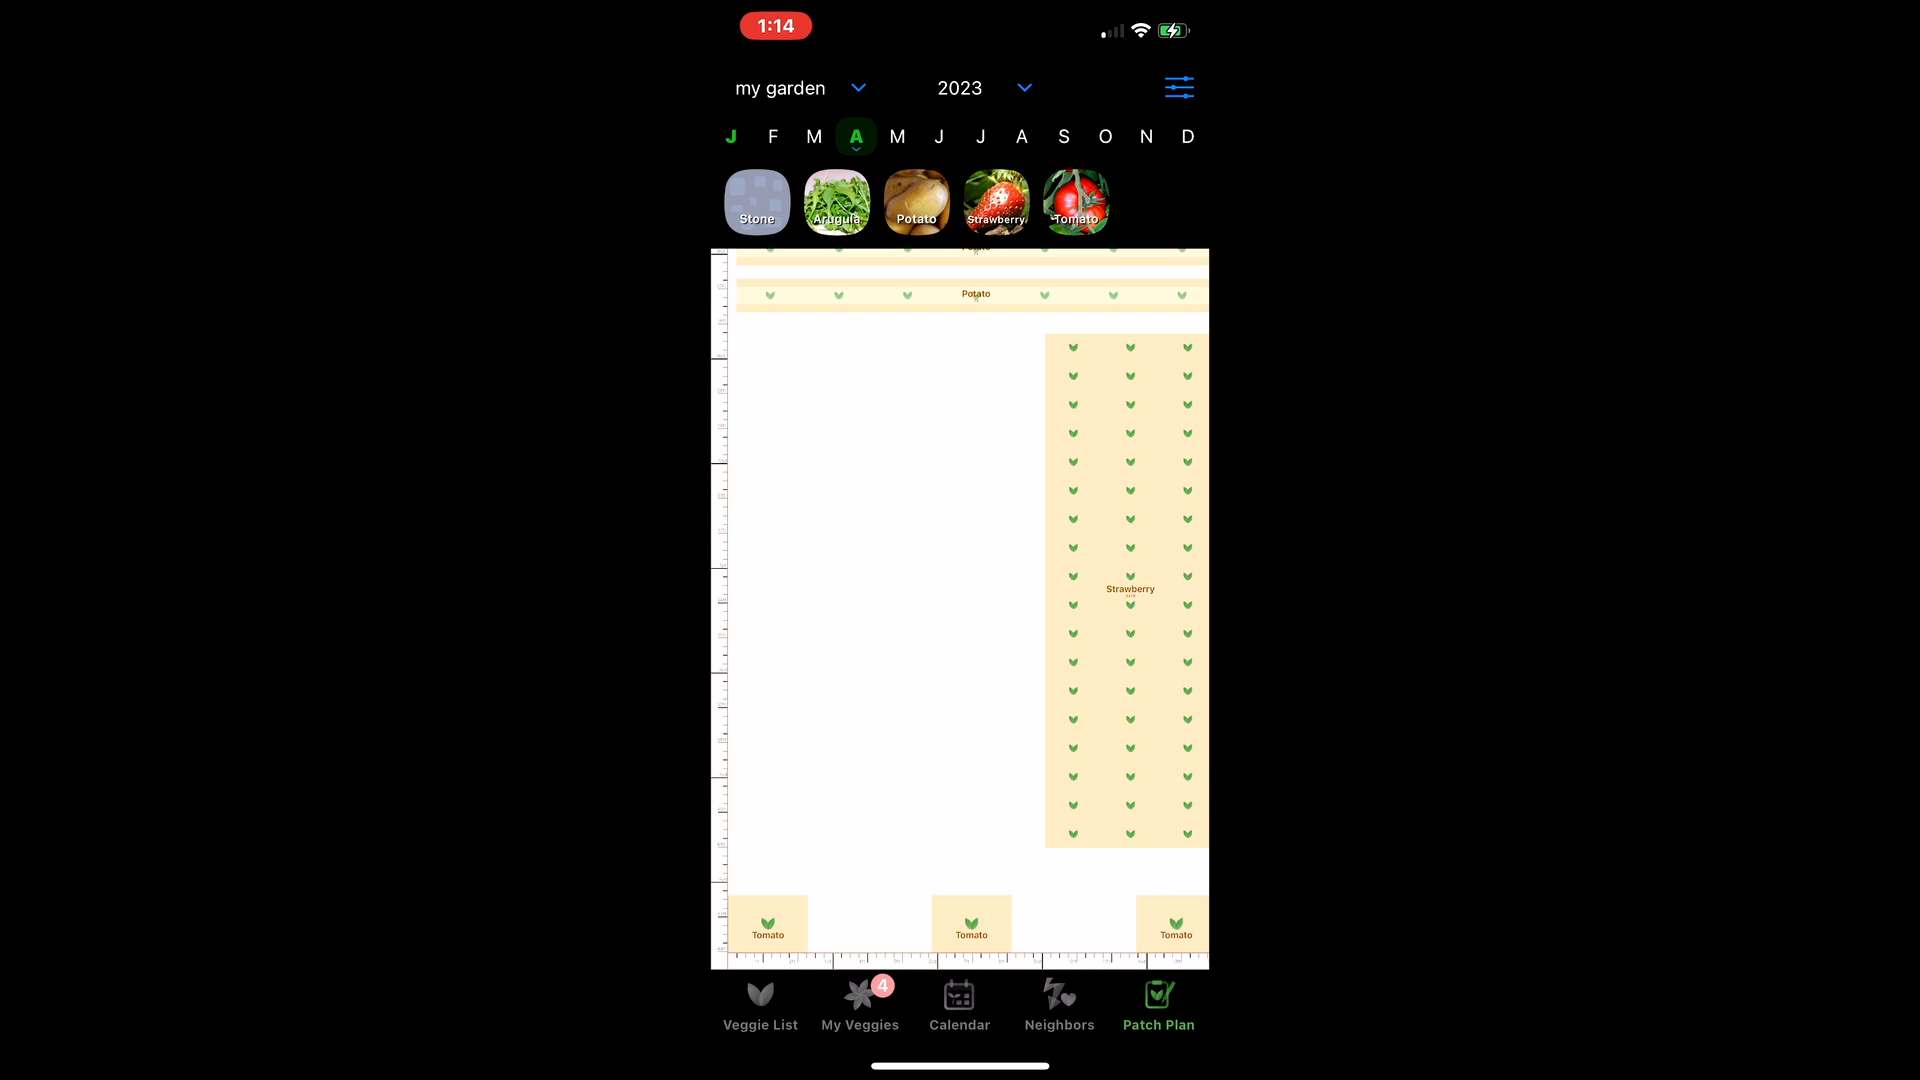 1:14
my garden 2023
J F M A M J J A S O N D
Stone Arugula Potato Strawberry Tomato
Potato
Strawberry
Tomato Tomato Tomato
4
Veggie List My Veggies Calendar Neighbors Patch Plan